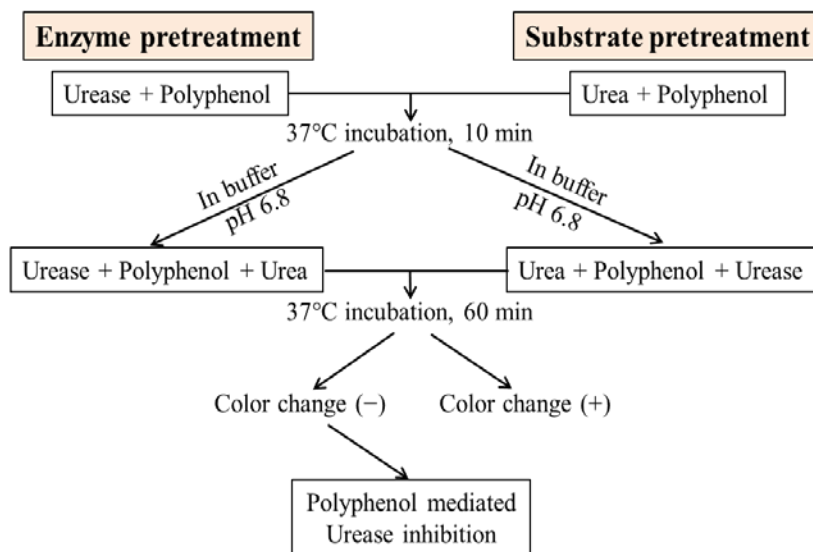 Enzyme pretreatment
Substrate pretreatment
Urease + Polyphenol
Urea + Polyphenol
37°C incubation, 10 min
In buffer
pH 6.8
In buffer
pH 6.8
Urease + Polyphenol + Urea
Urea + Polyphenol + Urease
37°C incubation, 60 min
Color change (−)
Color change (+)
Polyphenol mediated
Urease inhibition